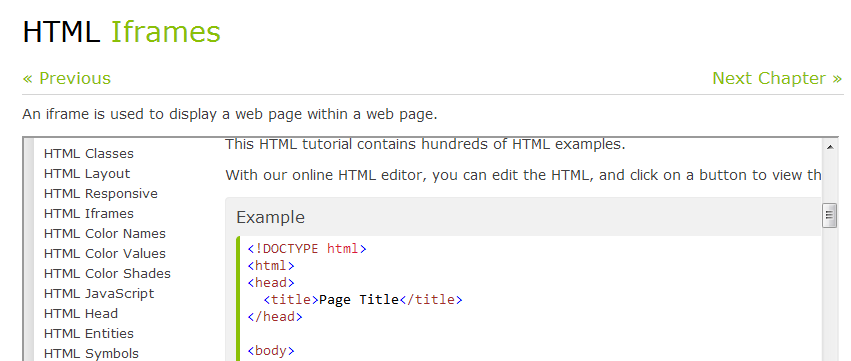 HTML Iframes
« Previous
Next Chapter »
An iframe is used to display a web page within a web page.
HTML Classes
HTML Layout
HTML Responsive
HTML Iframes
HTML Color Names
HTML Color Values
HTML Color Shades
HTML JavaScript
HTML Head
HTML Entities
HTML Symbols
This HTML tutorial contains hundreds of HTML examples.
With our online HTML editor, you can edit the HTML, and click on a button to view th
Example
<!DOCTYPE html>
<html>
<head>
  <title>Page Title</title>
</head>
<body>